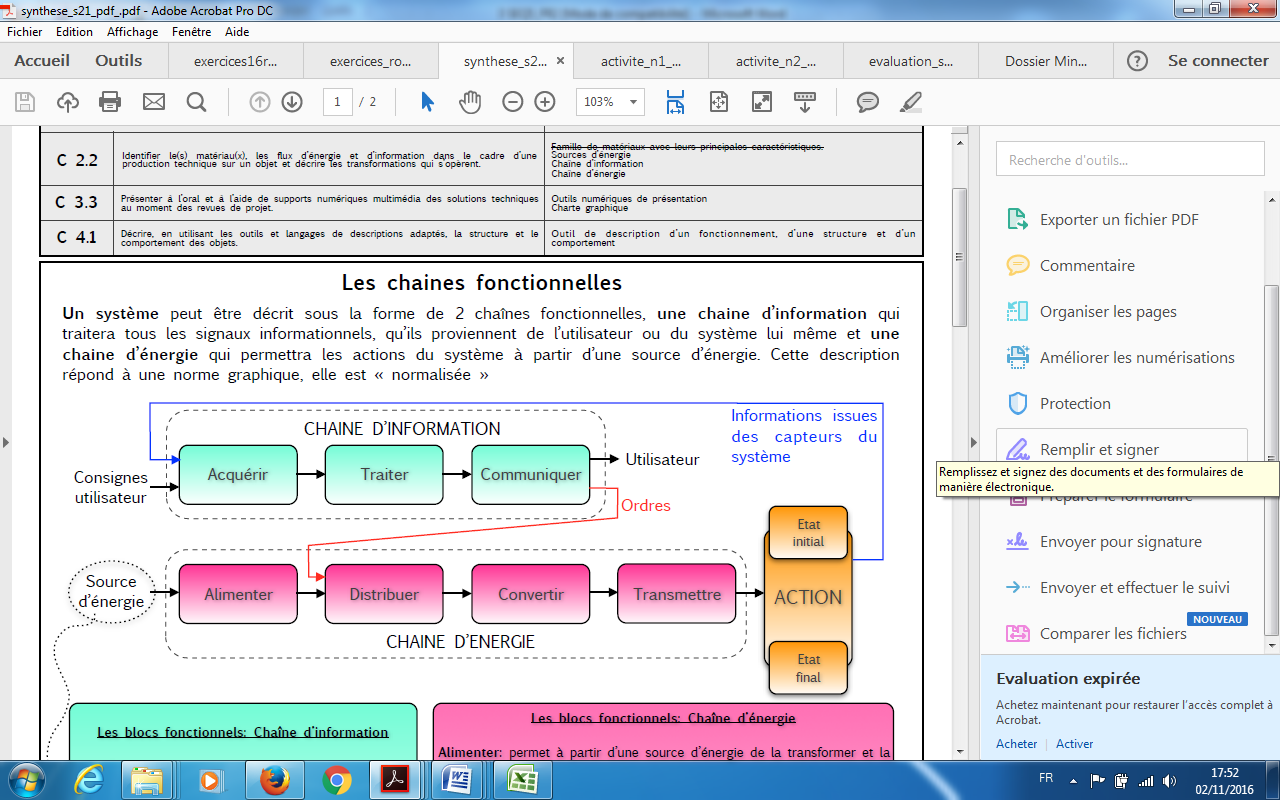 synthese_s21_pdf_.pdf - Adobe Acrobat Pro DC
Fichier Edition Affichage Fenêtre Aide
Accueil Outils exercices16r... exercices_ro... synthese_s2... × activite_n1_... activite_n2_... evaluation_s... Dossier Min... ? Se connecter
1 / 2 103%
C 2.2
Identifier le(s) matériau(x), les flux d'énergie et d'information dans le cadre d'une
production technique sur un objet et décrire les transformations qui s'opèrent.
Famille de matériaux avec leurs principales caractéristiques.
Sources d'énergie
Chaine d'information
Chaîne d'énergie
C 3.3
Présenter à l'oral et à l'aide de supports numériques multimédia des solutions techniques
au moment des revues de projet.
Outils numériques de présentation
Charte graphique
C 4.1
Décrire, en utilisant les outils et langages de descriptions adaptés, la structure et le
comportement des objets.
Outil de description d'un fonctionnement, d'une structure et d'un
comportement
Les chaines fonctionnelles
Un système peut être décrit sous la forme de 2 chaînes fonctionnelles, une chaine d'information qui
traitera tous les signaux informationnels, qu'ils proviennent de l'utilisateur ou du système lui même et une
chaine d'énergie qui permettra les actions du système à partir d'une source d'énergie. Cette description
répond à une norme graphique, elle est « normalisée »
CHAINE D'INFORMATION
Informations issues
des capteurs du
système
Consignes
utilisateur
Acquérir
Traiter
Communiquer
Utilisateur
Ordres
Source
d'énergie
Alimenter
Distribuer
Convertir
Transmettre
CHAINE D'ENERGIE
Etat
initial
ACTION
Etat
final
Les blocs fonctionnels: Chaîne d'information
Les blocs fonctionnels: Chaîne d'énergie
Alimenter: permet à partir d'une source d'énergie de la transformer et la
Recherche d'outils...
Exporter un fichier PDF
Commentaire
Organiser les pages
Améliorer les numérisations
Protection
Remplir et signer
Remplissez et signez des documents et des formulaires de
manière électronique.
Préparer le formulaire
Envoyer pour signature
Envoyer et effectuer le suivi
NOUVEAU
Comparer les fichiers
Evaluation expirée
Achetez maintenant pour restaurer l'accès complet à
Acrobat.
Acheter | Activer
FR
17:52
02/11/2016